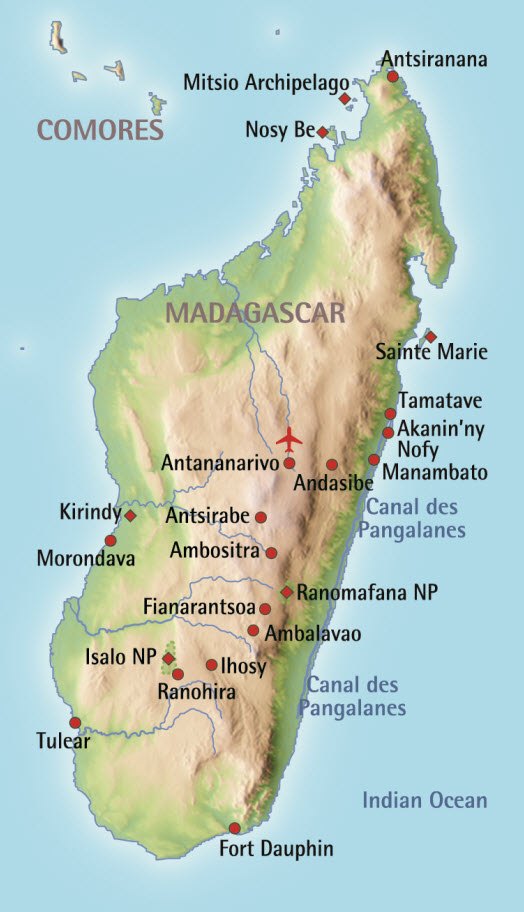 Antsiranana
Mitsio Archipelago
Nosy Be
COMORES
MADAGASCAR
Sainte Marie
Tamatave
Akanin'ny
Nofy
Antananarivo
Manambato
Andasibe
Canal des
Pangalanes
Kirindy
Antsirabe
Morondava
Ambositra
Ranomafana NP
Fianarantsoa
Ambalavao
Isalo NP
Ihosy
Ranohira
Canal des
Pangalanes
Tulear
Indian Ocean
Fort Dauphin